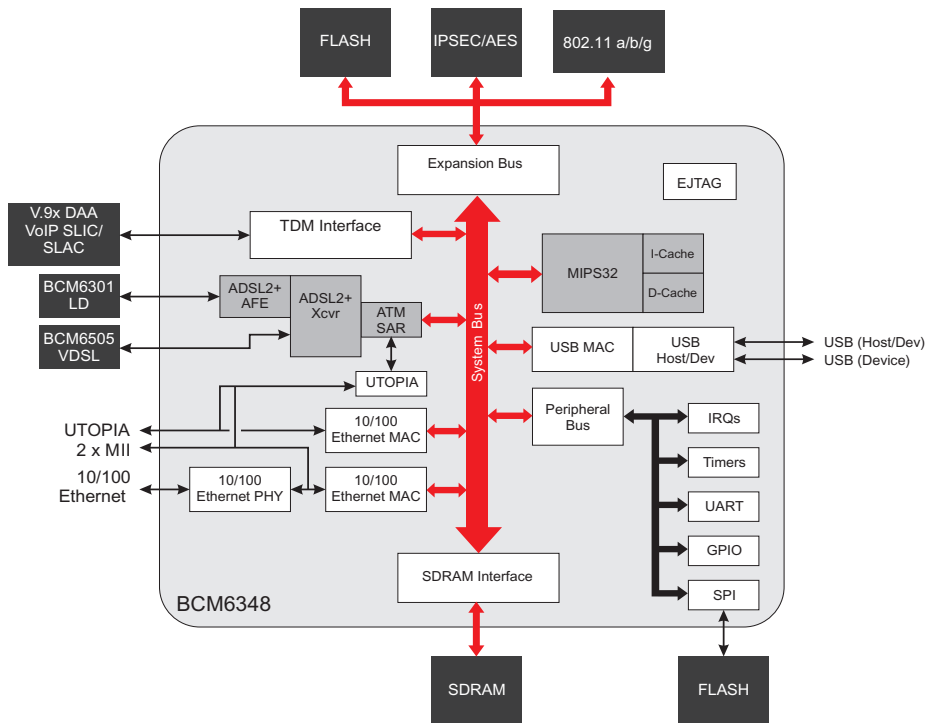 FLASH
IPSEC/AES
802.11 a/b/g
Expansion Bus
EJTAG
V.9x DAA
VoIP SLIC/
SLAC
TDM Interface
MIPS32
I-Cache
D-Cache
BCM6301
LD
ADSL2+
AFE
ADSL2+
Xcvr
ATM
SAR
BCM6505
VDSL
System Bus
USB MAC
USB
Host/Dev
USB (Host/Dev)
USB (Device)
UTOPIA
Peripheral
Bus
IRQs
UTOPIA
2 x MII
10/100
Ethernet MAC
Timers
10/100
Ethernet
10/100
Ethernet PHY
10/100
Ethernet MAC
UART
GPIO
SDRAM Interface
SPI
BCM6348
SDRAM
FLASH